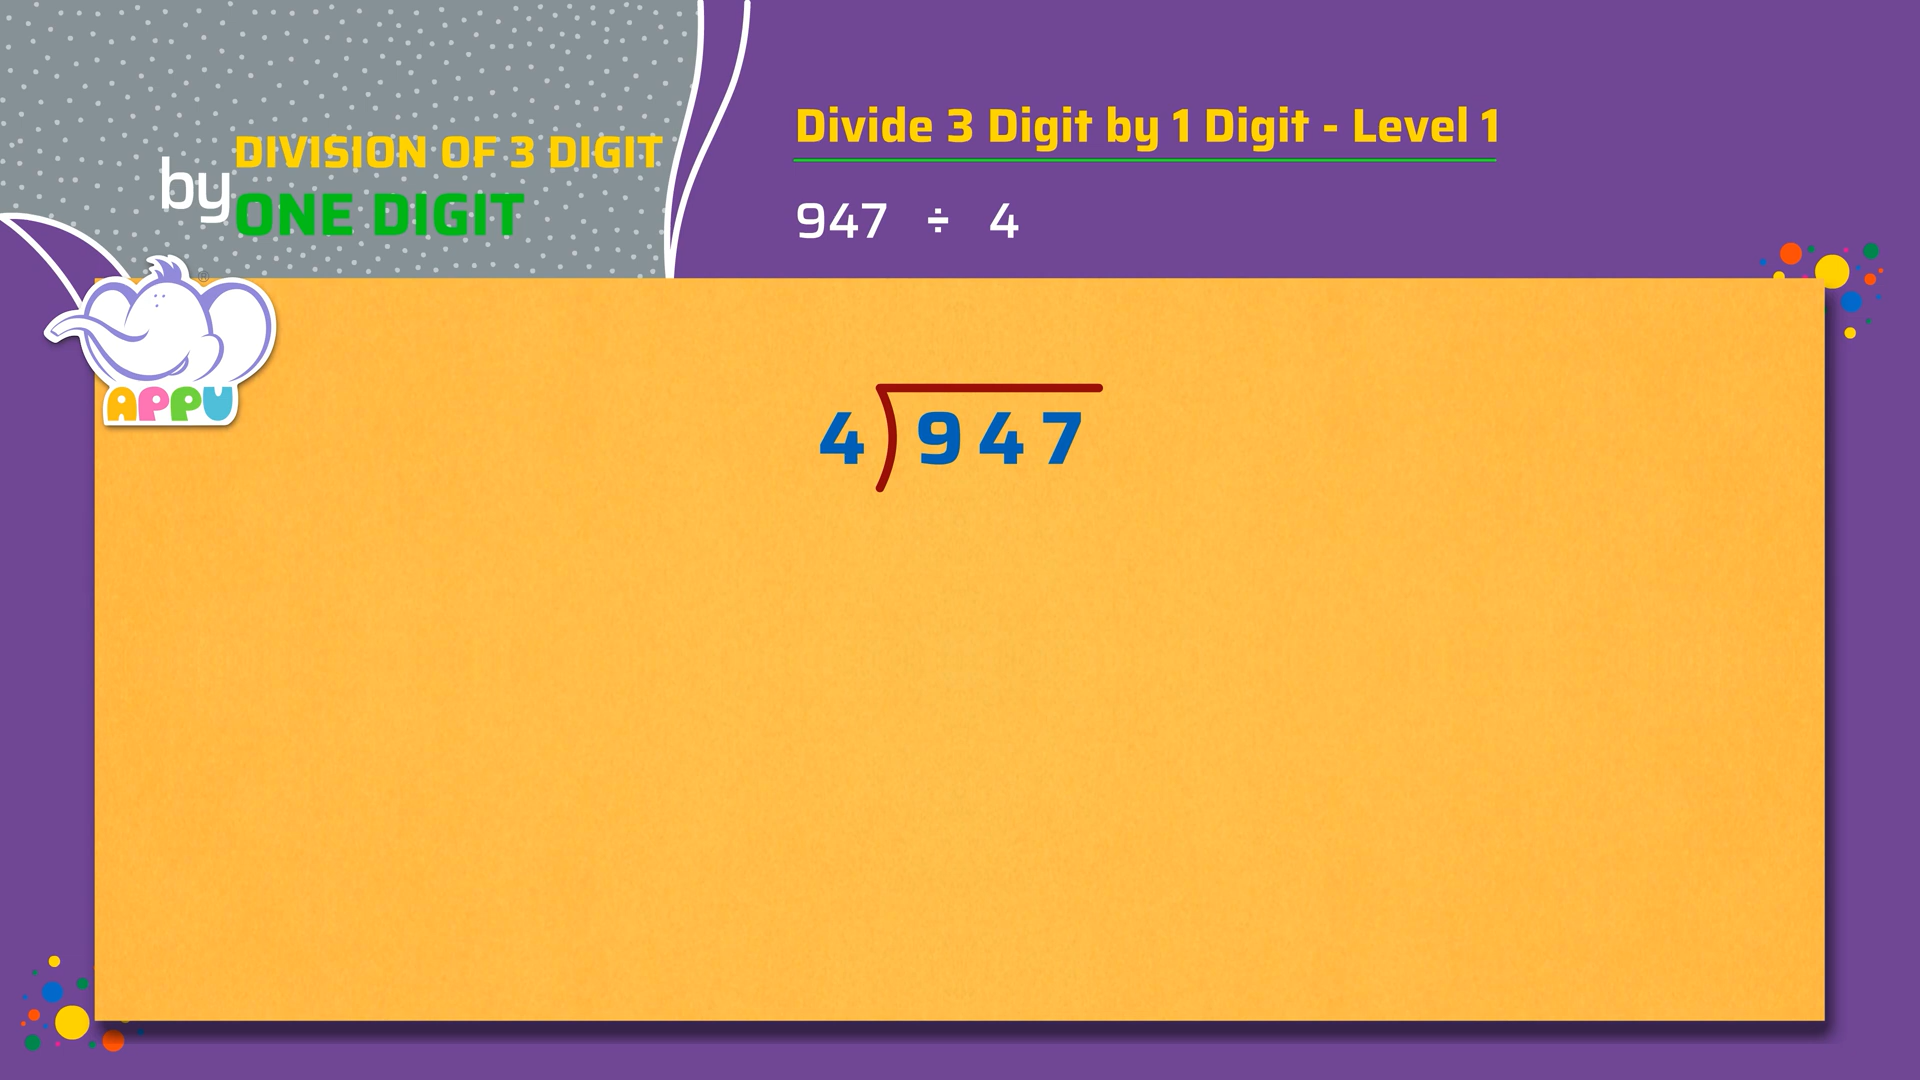 DIVISION OF 3 DIGIT
by ONE DIGIT
Divide 3 Digit by 1 Digit - Level 1
947 ÷ 4
®
APPU
4 947